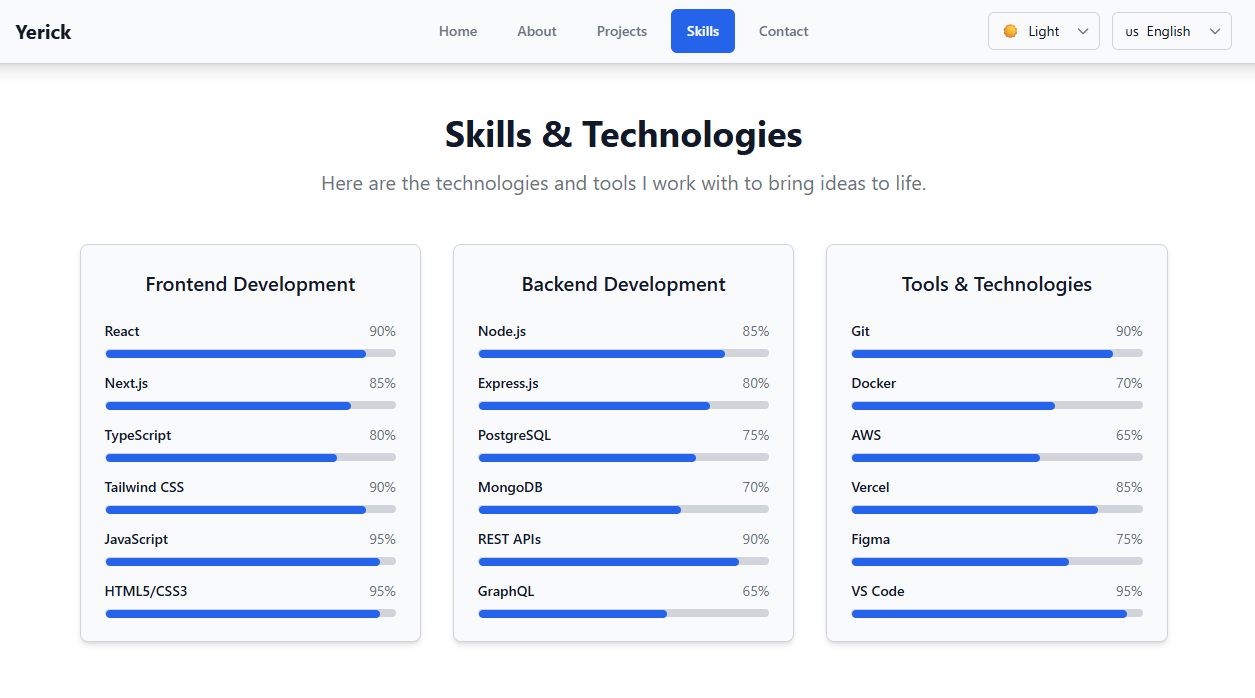 Yerick Home About Projects Skills Contact Light us English
Skills & Technologies
Here are the technologies and tools I work with to bring ideas to life.
Frontend Development
React 90%
Next.js 85%
TypeScript 80%
Tailwind CSS 90%
JavaScript 95%
HTML5/CSS3 95%
Backend Development
Node.js 85%
Express.js 80%
PostgreSQL 75%
MongoDB 70%
REST APIs 90%
GraphQL 65%
Tools & Technologies
Git 90%
Docker 70%
AWS 65%
Vercel 85%
Figma 75%
VS Code 95%